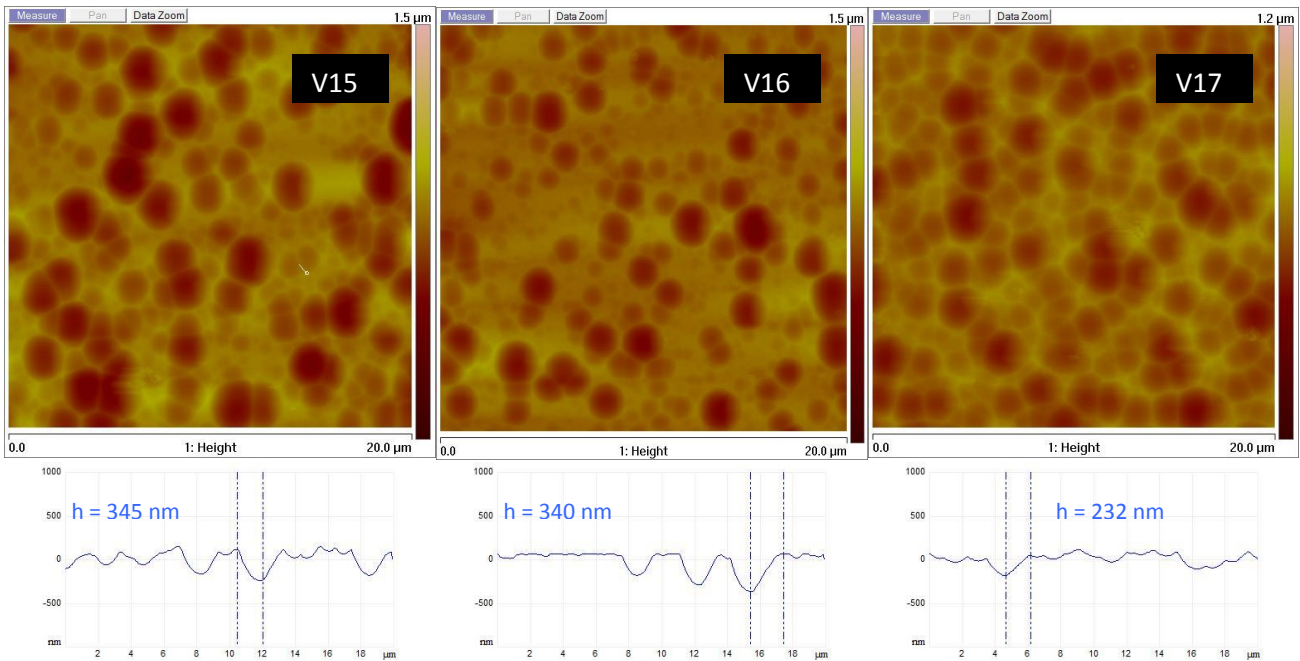 Measure Pan Data Zoom 1.5 µm
V15
0.0 1: Height 20.0 µm
Measure Pan Data Zoom 1.5 µm
V16
0.0 1: Height 20.0 µm
Measure Pan Data Zoom 1.2 µm
V17
0.0 1: Height 20.0 µm
1000
h = 345 nm
500
0
-500
nm
2 4 6 8 10 12 14 16 18 µm
1000
h = 340 nm
500
0
-500
nm
2 4 6 8 10 12 14 16 18 µm
1000
h = 232 nm
500
0
-500
nm
2 4 6 8 10 12 14 16 18 µm